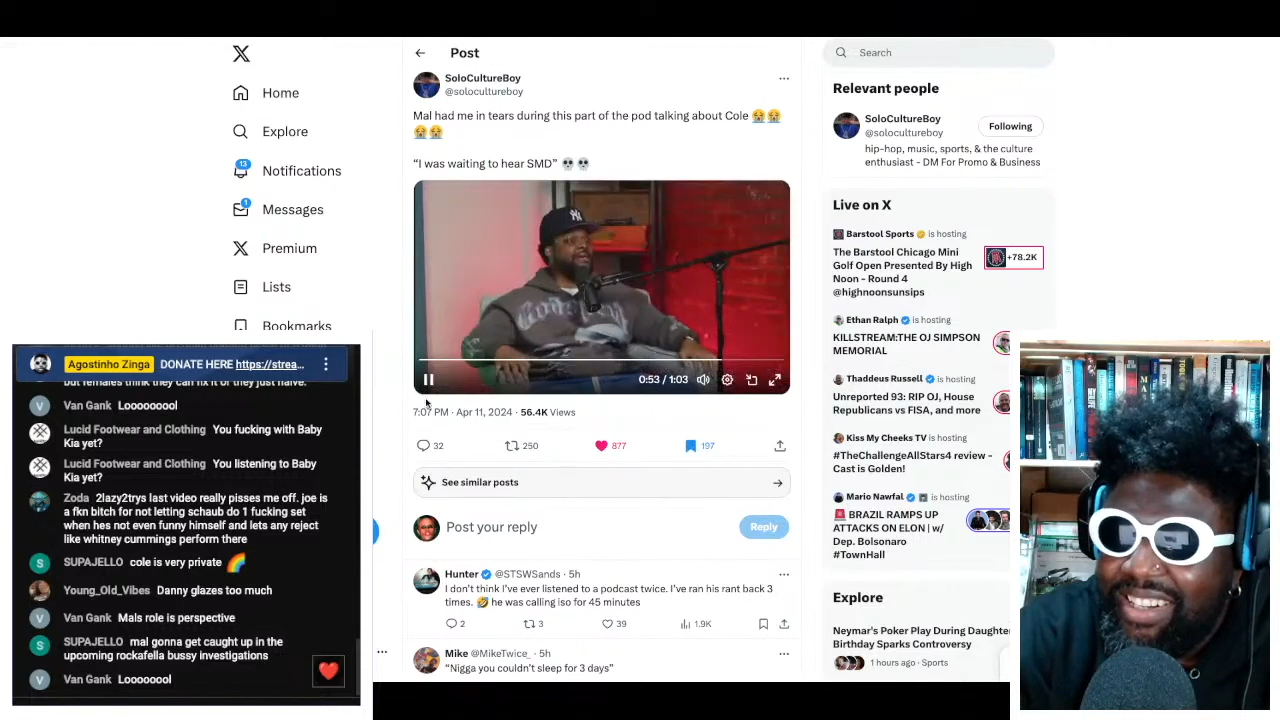 Post
SoloCultureBoy
@solocultureboy
Mal had me in tears during this part of the pod talking about Cole 😭😭
😭😭
“I was waiting to hear SMD” 💀💀
0:53 / 1:03
7:07 PM · Apr 11, 2024 · 56.4K Views
32
250
877
197
See similar posts
Post your reply
Reply
Hunter @STSWSands · 5h
I don’t think I’ve ever listened to a podcast twice. I’ve ran his rant back 3
times. 🤣 he was calling iso for 45 minutes
2
3
39
1.9K
Mike @MikeTwice_ · 5h
“Nigga you couldn’t sleep for 3 days”
Home
Explore
13
Notifications
1
Messages
Premium
Lists
Bookmarks
Search
Relevant people
SoloCultureBoy
@solocultureboy
Following
hip-hop, music, sports, & the culture
enthusiast - DM For Promo & Business
Live on X
Barstool Sports is hosting
The Barstool Chicago Mini
Golf Open Presented By High
Noon - Round 4
@highnoonsunsips
+78.2K
Ethan Ralph is hosting
KILLSTREAM:THE OJ SIMPSON
MEMORIAL
Thaddeus Russell is hosting
Unreported 93: RIP OJ, House
Republicans vs FISA, and more
Kiss My Cheeks TV is hosting
#TheChallengeAllStars4 review -
Cast is Golden!
Mario Nawfal is hosting
🚨 BRAZIL RAMPS UP
ATTACKS ON ELON | w/
Dep. Bolsonaro
#TownHall
Explore
Neymar's Poker Play During Daughte
Birthday Sparks Controversy
1 hours ago · Sports
Agostinho Zinga DONATE HERE https://strea...
but females think they can fix it or they just naive.
Van Gank Looooooool
Lucid Footwear and Clothing You fucking with Baby
Kia yet?
Lucid Footwear and Clothing You listening to Baby
Kia yet?
Zoda 2lazy2trys last video really pisses me off. joe is
a fkn bitch for not letting schaub do 1 fucking set
when hes not even funny himself and lets any reject
like whitney cummings perform there
SUPAJELLO cole is very private 🌈
Young_Old_Vibes Danny glazes too much
Van Gank Mals role is perspective
SUPAJELLO mal gonna get caught up in the
upcoming rockafella bussy investigations
Van Gank Looooooool